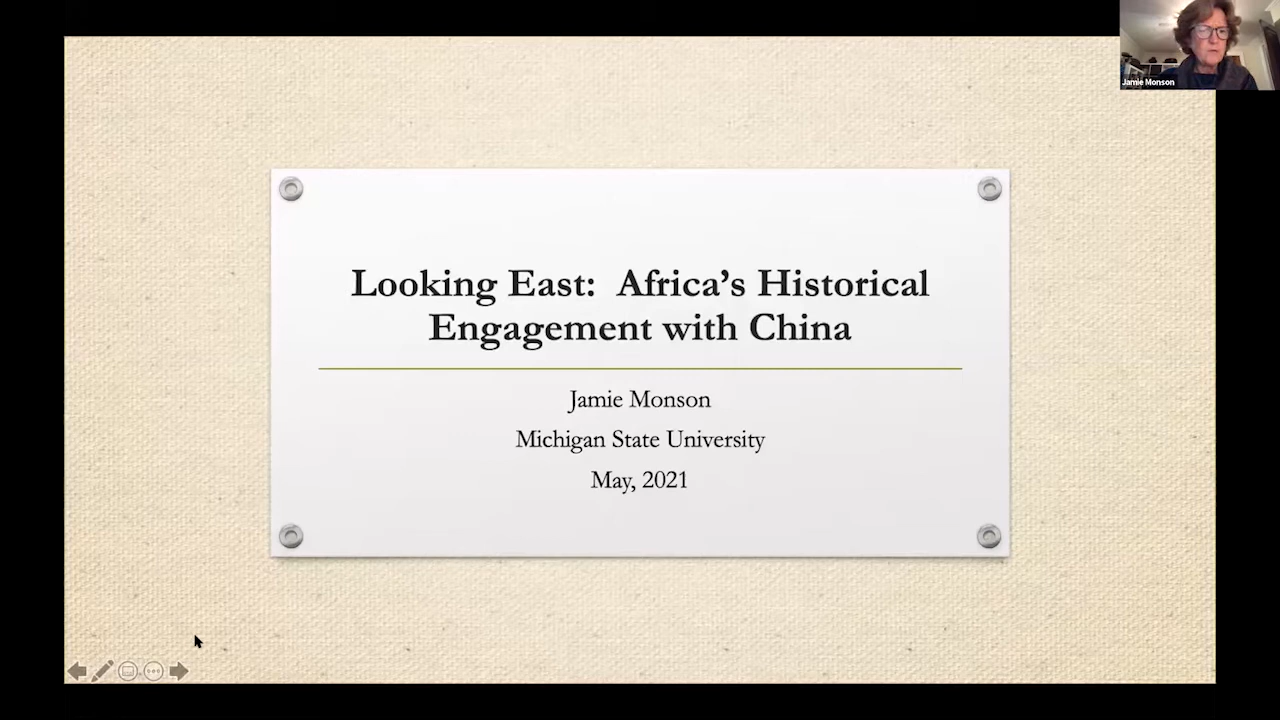 Jamie Monson
Looking East:  Africa’s Historical
Engagement with China
Jamie Monson
Michigan State University
May, 2021